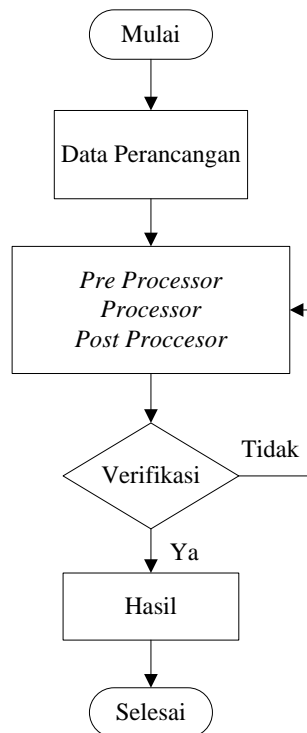 Mulai
Data Perancangan
Pre Processor
Processor
Post Proccesor
Verifikasi
Tidak
Ya
Hasil
Selesai